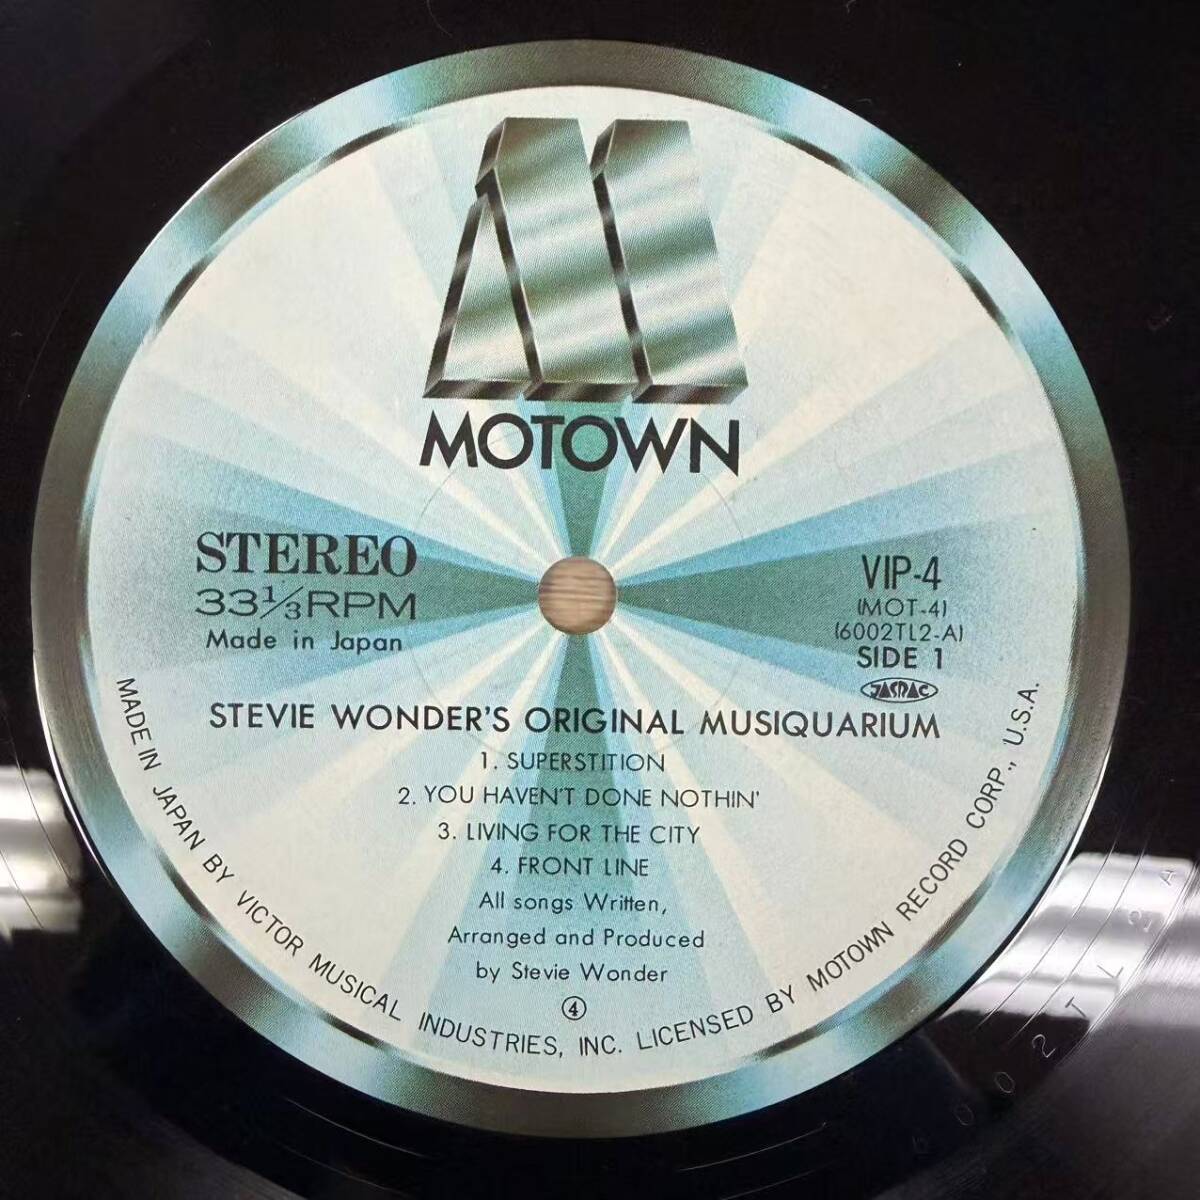 MOTOWN
STEREO
33⅓RPM
Made in Japan
VIP-4
(MOT-4)
(6002TL2-A)
SIDE 1
JASRAC
STEVIE WONDER'S ORIGINAL MUSIQUARIUM
1. SUPERSTITION
2. YOU HAVEN'T DONE NOTHIN'
3. LIVING FOR THE CITY
4. FRONT LINE
All songs Written,
Arranged and Produced
by Stevie Wonder
④
MADE IN JAPAN BY VICTOR MUSICAL INDUSTRIES, INC. LICENSED BY MOTOWN RECORD CORP., U.S.A.
6002TL2A